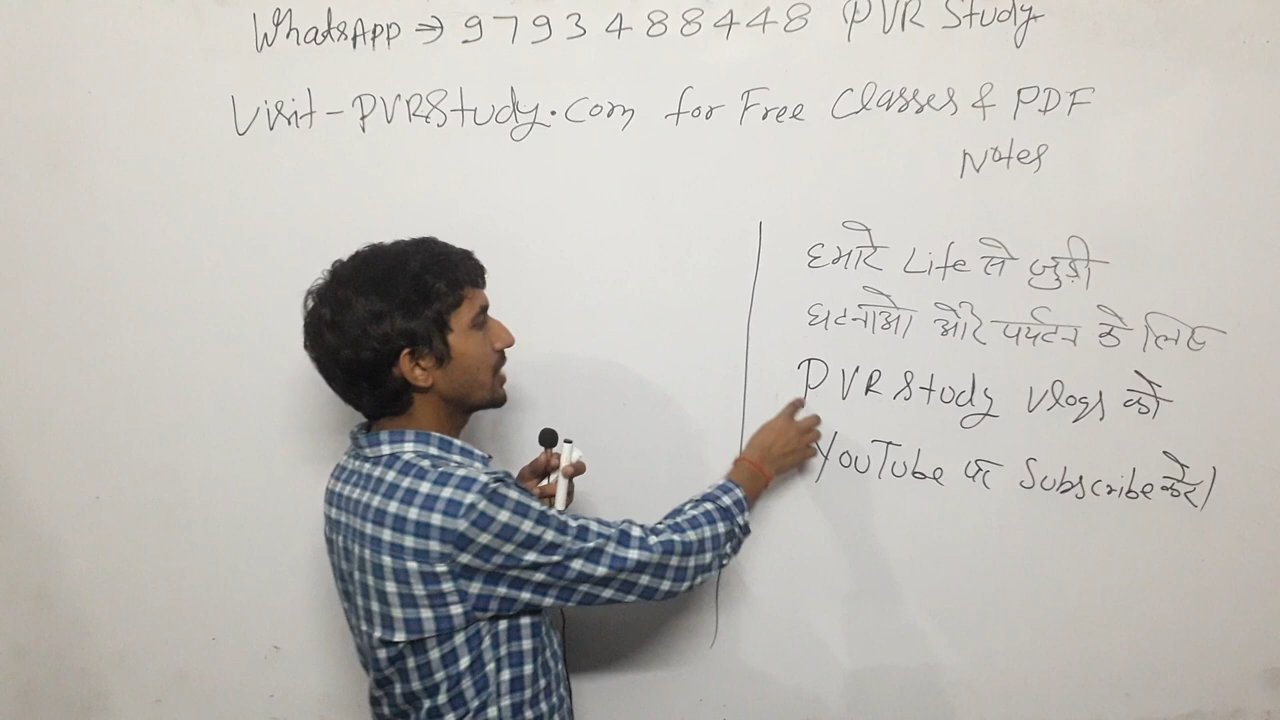 WhatsApp ⇒ 9793488448 PVR Study
Visit-PVRStudy.com for Free Classes & PDF
Notes
हमारे Life से जुड़ी
घटनाओ और पर्यटन के लिए
PVR Study Vlogs को
YouTube पर Subscribe करे।